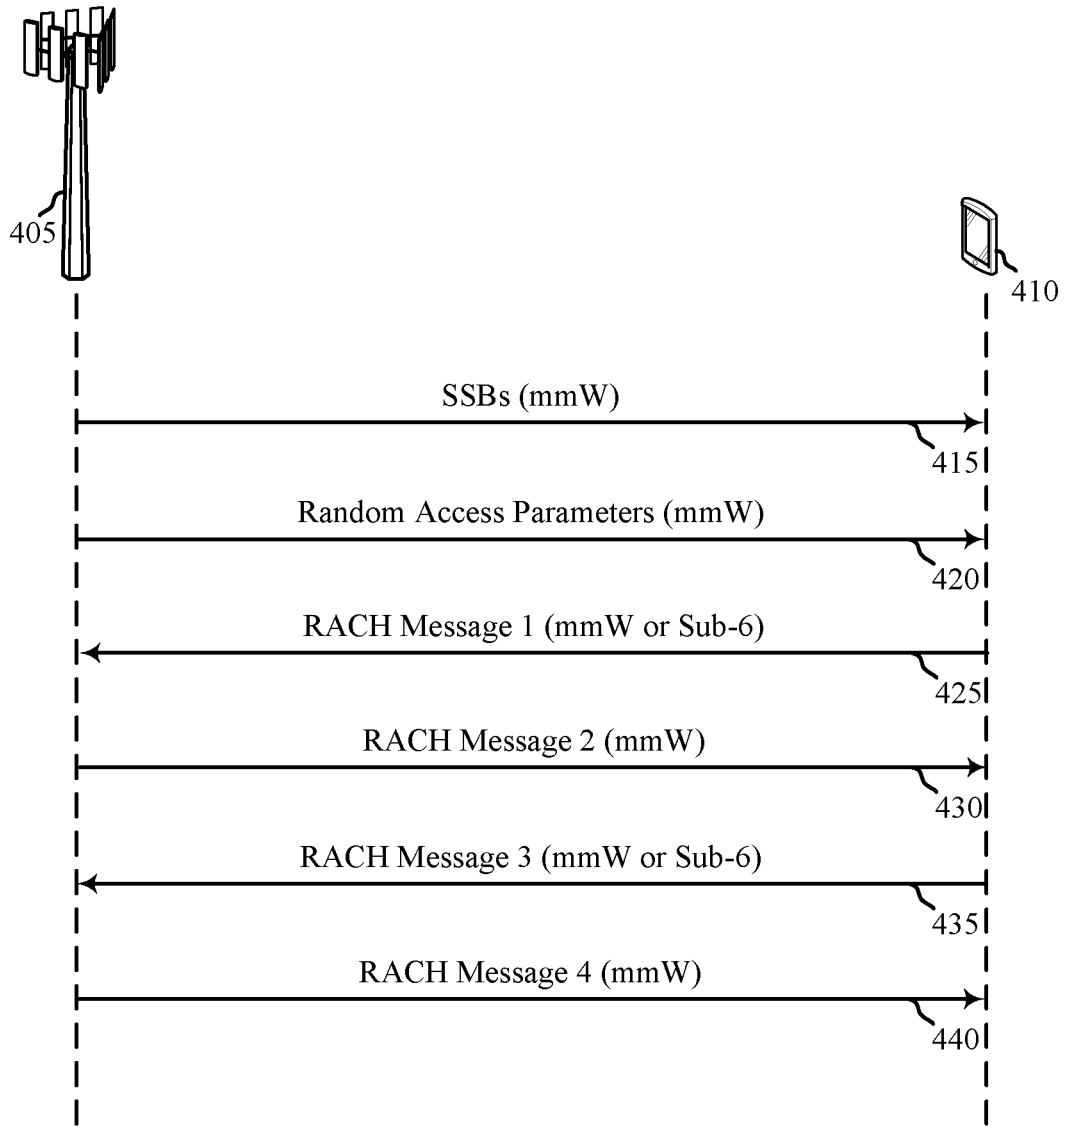 405
410
SSBs (mmW)
415
Random Access Parameters (mmW)
420
RACH Message 1 (mmW or Sub-6)
425
RACH Message 2 (mmW)
430
RACH Message 3 (mmW or Sub-6)
435
RACH Message 4 (mmW)
440